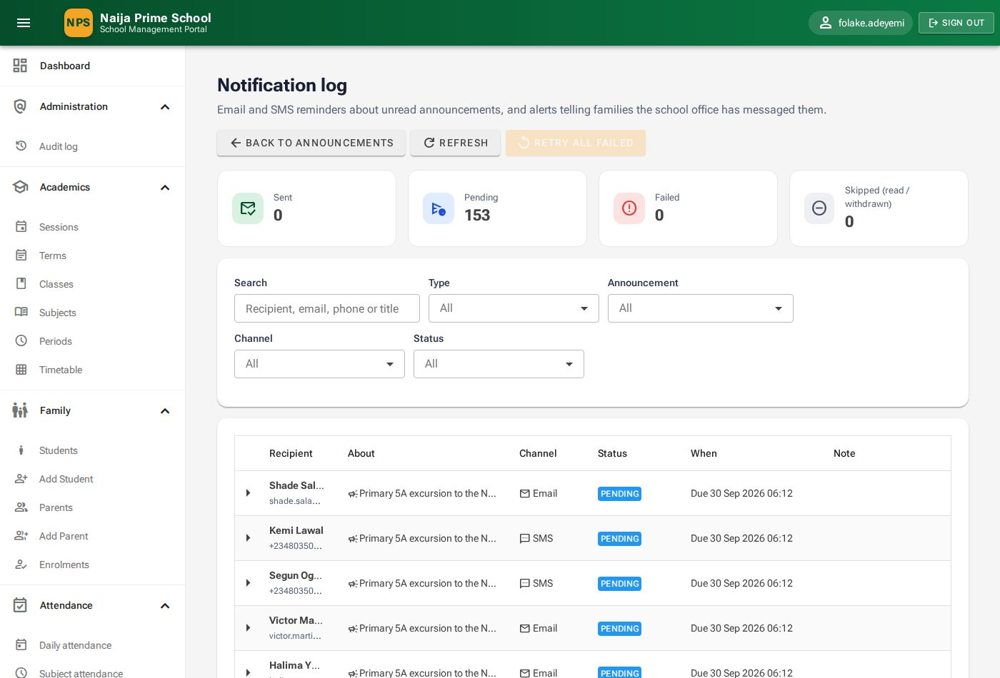 NPS
Naija Prime School
School Management Portal
folake.adeyemi
SIGN OUT
Dashboard
Administration
Audit log
Academics
Sessions
Terms
Classes
Subjects
Periods
Timetable
Family
Students
Add Student
Parents
Add Parent
Enrolments
Attendance
Daily attendance
Subject attendance
Notification log
Email and SMS reminders about unread announcements, and alerts telling families the school office has messaged them.
BACK TO ANNOUNCEMENTS
REFRESH
RETRY ALL FAILED
Sent
0
Pending
153
Failed
0
Skipped (read /
withdrawn)
0
Search
Type
Announcement
Recipient, email, phone or title
All
All
Channel
Status
All
All
Recipient About Channel Status When Note
Shade Sal...
shade.sala...
Primary 5A excursion to the N...
Email
PENDING
Due 30 Sep 2026 06:12
Kemi Lawal
+23480350...
Primary 5A excursion to the N...
SMS
PENDING
Due 30 Sep 2026 06:12
Segun Og...
+23480350...
Primary 5A excursion to the N...
SMS
PENDING
Due 30 Sep 2026 06:12
Victor Ma...
victor.marti...
Primary 5A excursion to the N...
Email
PENDING
Due 30 Sep 2026 06:12
Halima Y...
Primary 5A excursion to the N...
Email
PENDING
Due 30 Sep 2026 06:12